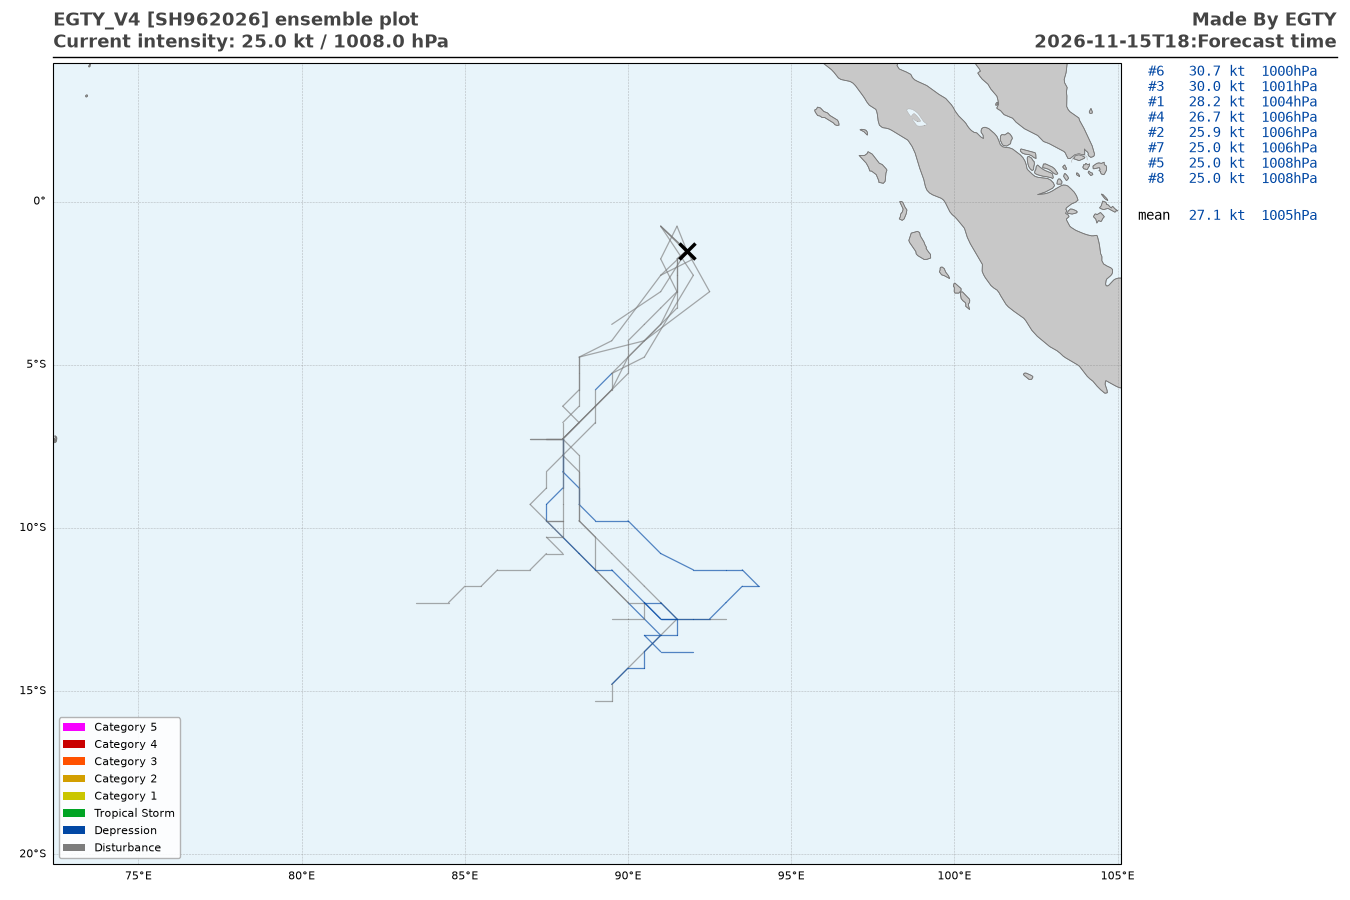 EGTY_V4 [SH962026] ensemble plot
Current intensity: 25.0 kt / 1008.0 hPa
Made By EGTY
2026-11-15T18:Forecast time
#6 30.7 kt 1000hPa
#3 30.0 kt 1001hPa
#1 28.2 kt 1004hPa
#4 26.7 kt 1006hPa
#2 25.9 kt 1006hPa
#7 25.0 kt 1006hPa
#5 25.0 kt 1008hPa
#8 25.0 kt 1008hPa
mean 27.1 kt 1005hPa
0°
5°S
10°S
15°S
20°S
Category 5
Category 4
Category 3
Category 2
Category 1
Tropical Storm
Depression
Disturbance
75°E 80°E 85°E 90°E 95°E 100°E 105°E